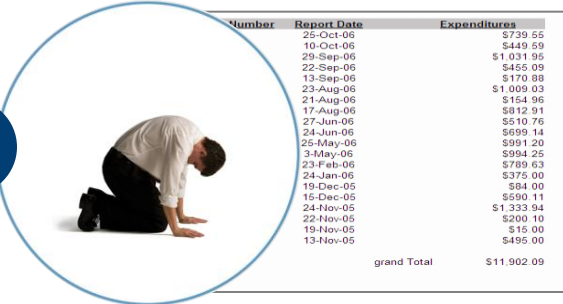 Number Report Date Expenditures
25-Oct-06 $739.55
10-Oct-06 $449.59
29-Sep-06 $1,031.95
22-Sep-06 $455.09
13-Sep-06 $170.88
23-Aug-06 $1,009.03
21-Aug-06 $154.96
17-Aug-06 $812.91
27-Jun-06 $510.76
24-Jun-06 $699.14
25-May-06 $991.20
3-May-06 $994.25
23-Feb-06 $789.63
24-Jan-06 $375.00
19-Dec-05 $84.00
15-Dec-05 $590.11
24-Nov-05 $1,333.94
22-Nov-05 $200.10
19-Nov-05 $15.00
13-Nov-05 $495.00
grand Total $11,902.09